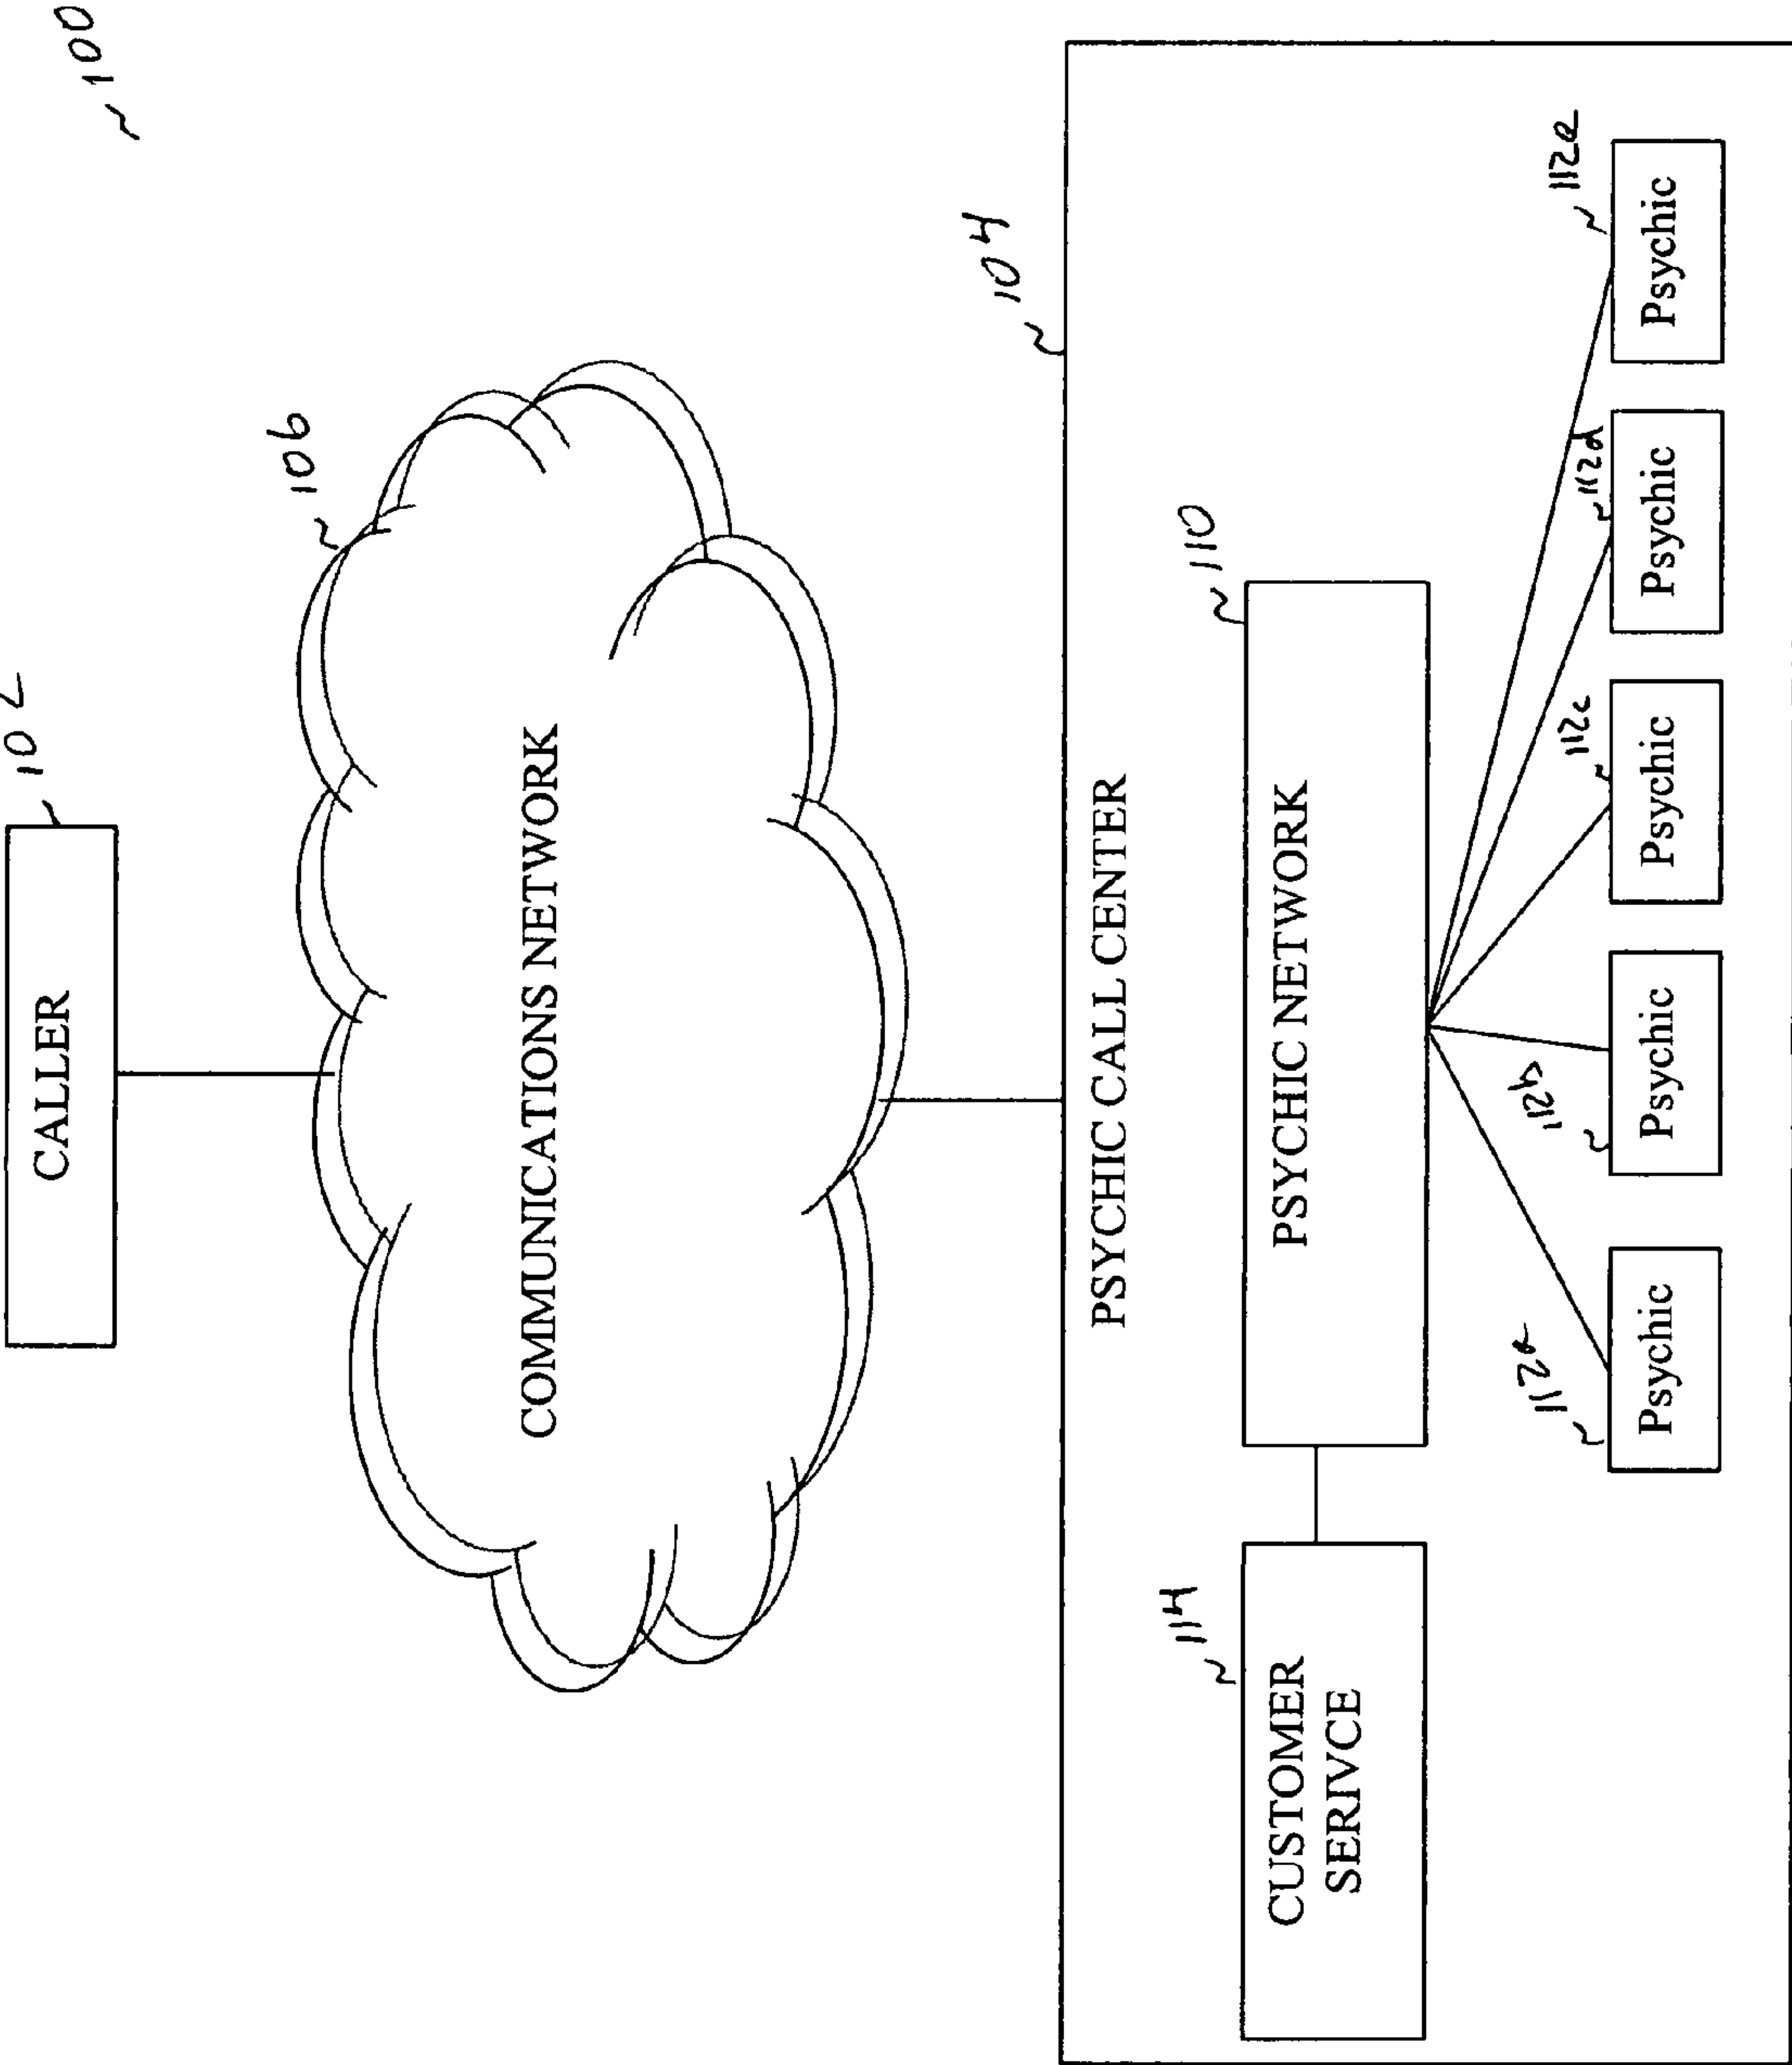 100
102
CALLER
106
COMMUNICATIONS NETWORK
104
PSYCHIC CALL CENTER
114
110
CUSTOMER
SERIVCE
PSYCHIC NETWORK
112a
112b
112c
112d
112e
Psychic
Psychic
Psychic
Psychic
Psychic